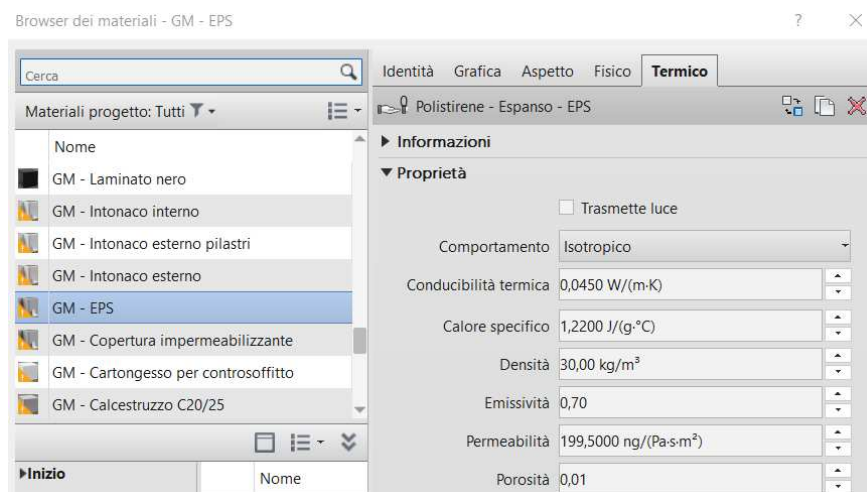 Browser dei materiali - GM - EPS ? ×
Cerca
Materiali progetto: Tutti
Nome
GM - Laminato nero
GM - Intonaco interno
GM - Intonaco esterno pilastri
GM - Intonaco esterno
GM - EPS
GM - Copertura impermeabilizzante
GM - Cartongesso per controsoffitto
GM - Calcestruzzo C20/25
Inizio
Nome
Identità Grafica Aspetto Fisico Termico
Polistirene - Espanso - EPS
Informazioni
Proprietà
Trasmette luce
Comportamento Isotropico
Conducibilità termica 0,0450 W/(m·K)
Calore specifico 1,2200 J/(g·°C)
Densità 30,00 kg/m³
Emissività 0,70
Permeabilità 199,5000 ng/(Pa·s·m²)
Porosità 0,01